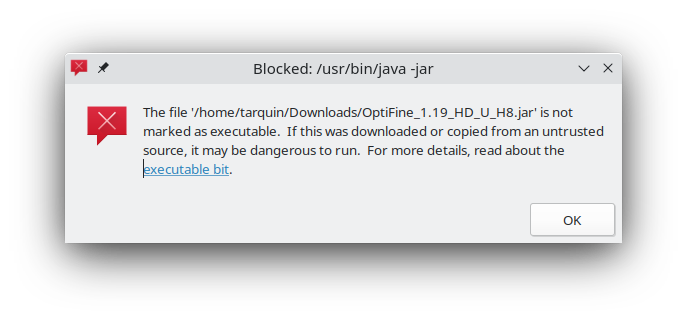 Blocked: /usr/bin/java -jar
The file '/home/tarquin/Downloads/OptiFine_1.19_HD_U_H8.jar' is not
marked as executable.  If this was downloaded or copied from an untrusted
source, it may be dangerous to run.  For more details, read about the
executable bit.
OK